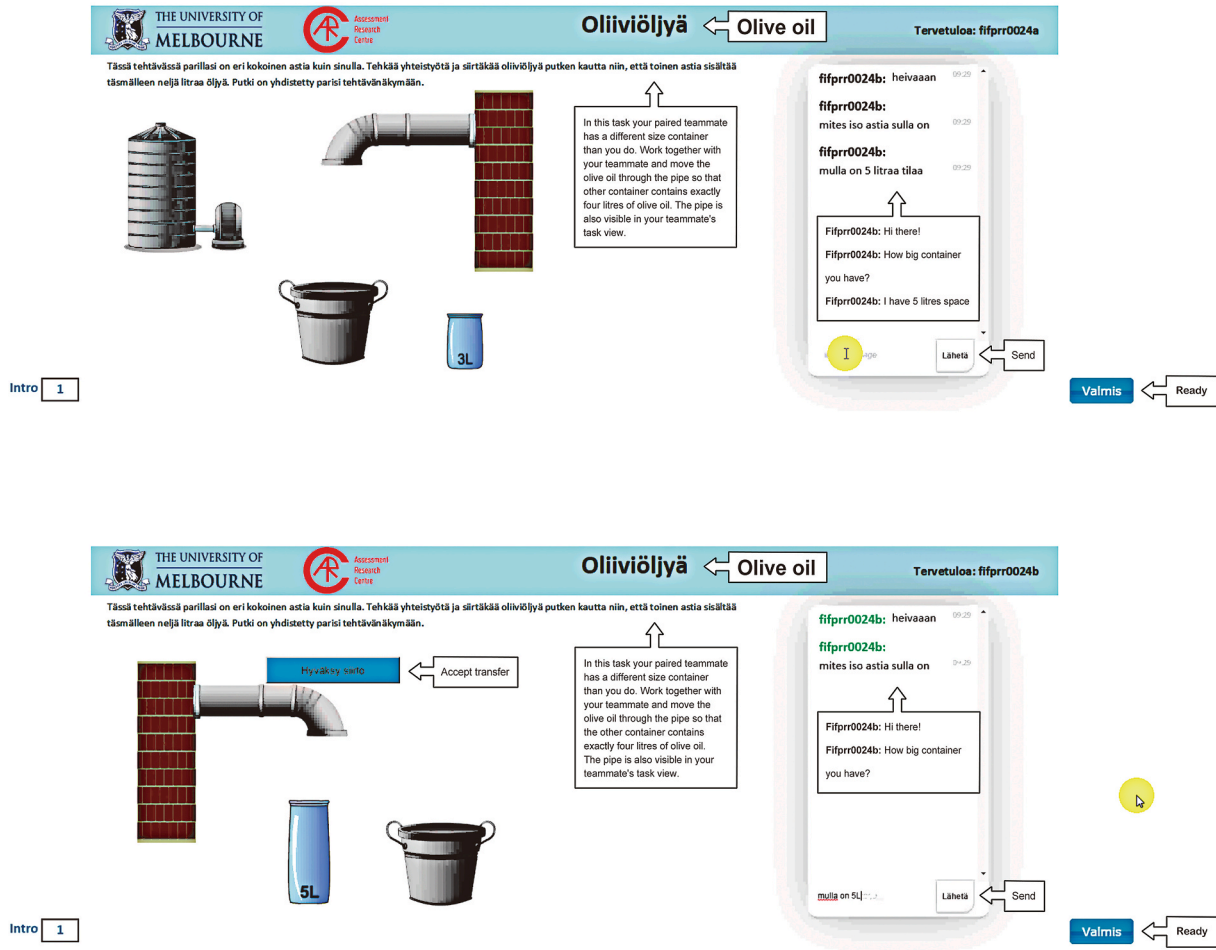 THE UNIVERSITY OF
MELBOURNE
Assessment
Research
Centre
Oliiviöljyä
Olive oil
Tervetuloa: fifprr0024a
Tässä tehtävässä parillasi on eri kokoinen astia kuin sinulla. Tehkää yhteistyötä ja siirtäkää oliiviöljyä putken kautta niin, että toinen astia sisältää
täsmälleen neljä litraa öljyä. Putki on yhdistetty parisi tehtävänäkymään.
In this task your paired teammate
has a different size container
than you do. Work together with
your teammate and move the
olive oil through the pipe so that
other container contains exactly
four litres of olive oil. The pipe is
also visible in your teammate's
task view.
fifprr0024b: heivaaan 09:29
fifprr0024b:
mites iso astia sulla on 09:29
fifprr0024b:
mulla on 5 litraa tilaa 09:29
Fifprr0024b: Hi there!
Fifprr0024b: How big container
you have?
Fifprr0024b: I have 5 litres space
3L
Lähetä
Send
Intro 1
Valmis
Ready
THE UNIVERSITY OF
MELBOURNE
Assessment
Research
Centre
Oliiviöljyä
Olive oil
Tervetuloa: fifprr0024b
Tässä tehtävässä parillasi on eri kokoinen astia kuin sinulla. Tehkää yhteistyötä ja siirtäkää oliiviöljyä putken kautta niin, että toinen astia sisältää
täsmälleen neljä litraa öljyä. Putki on yhdistetty parisi tehtävänäkymään.
Accept transfer
In this task your paired teammate
has a different size container
than you do. Work together with
your teammate and move the
olive oil through the pipe so that
the other container contains
exactly four litres of olive oil.
The pipe is also visible in your
teammate's task view.
fifprr0024b: heivaaan 09:29
fifprr0024b:
mites iso astia sulla on 09:29
Fifprr0024b: Hi there!
Fifprr0024b: How big container
you have?
5L
mulla on 5L
Lähetä
Send
Intro 1
Valmis
Ready